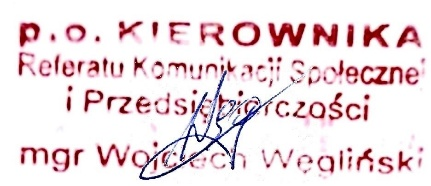 p.o. KIEROWNIKA
Referatu Komunikacji Społecznej
i Przedsiębiorczości
mgr Wojciech Węgliński